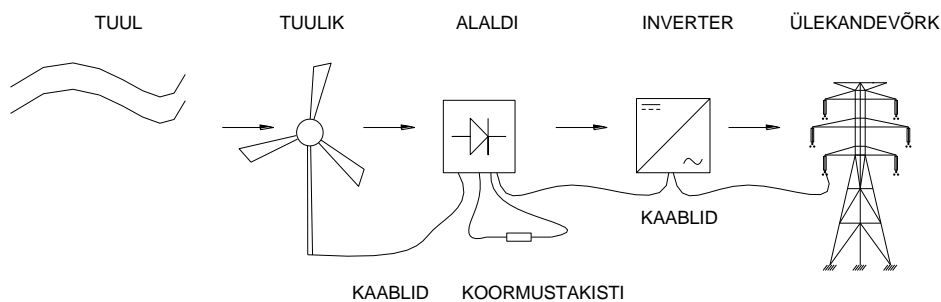 TUUL TUULIK ALALDI INVERTER ÜLEKANDEVÕRK
KAABLID
KAABLID KOORMUSTAKISTI